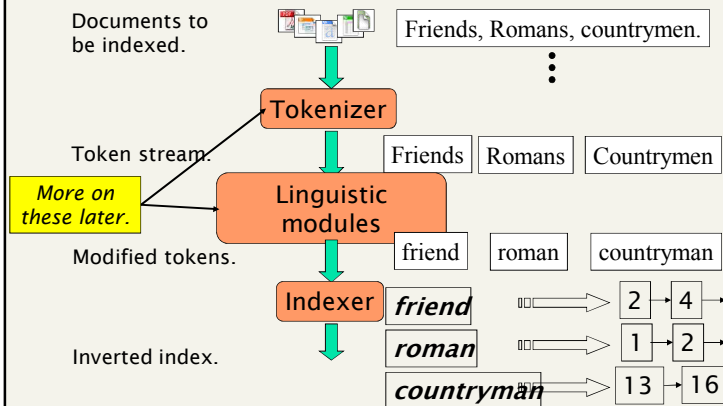 Documents to
be indexed.
Friends, Romans, countrymen.
Tokenizer
Token stream.
Friends Romans Countrymen
More on
these later.
Linguistic
modules
Modified tokens.
friend roman countryman
Indexer
friend 2 4
roman 1 2
Inverted index.
countryman 13 16